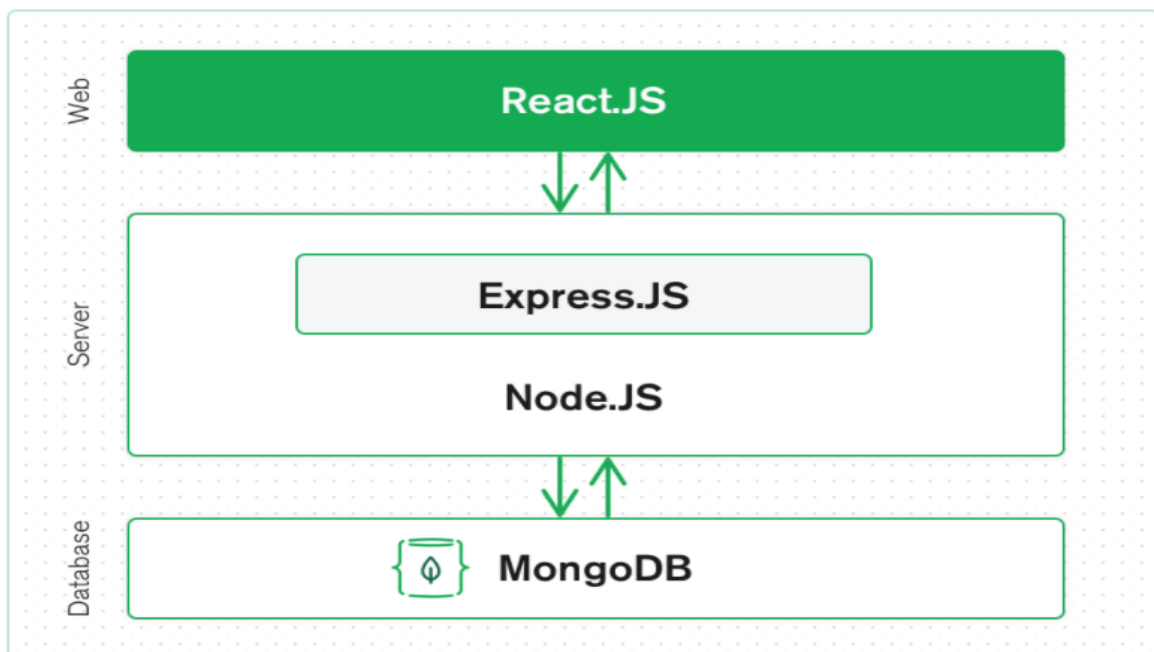 Web
React.JS
Server
Express.JS
Node.JS
Database
MongoDB